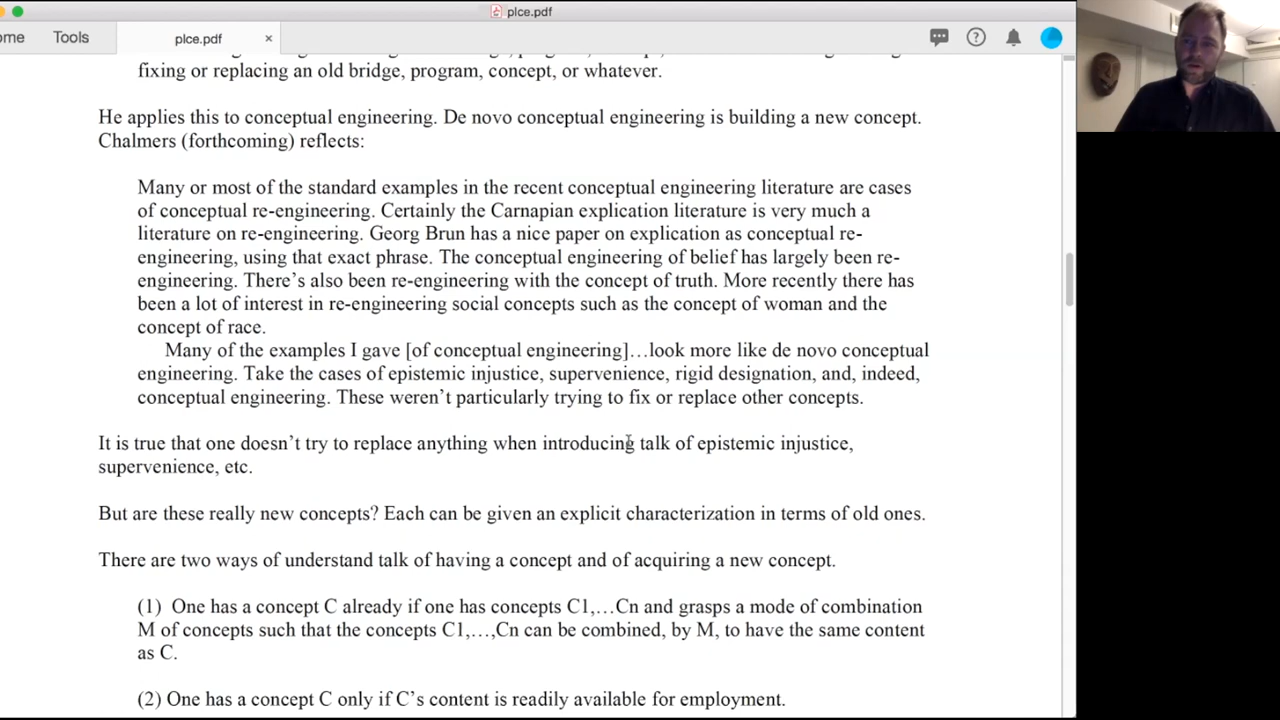 plce.pdf
ome Tools plce.pdf ×
fixing or replacing an old bridge, program, concept, or whatever.
He applies this to conceptual engineering. De novo conceptual engineering is building a new concept.
Chalmers (forthcoming) reflects:
Many or most of the standard examples in the recent conceptual engineering literature are cases
of conceptual re-engineering. Certainly the Carnapian explication literature is very much a
literature on re-engineering. Georg Brun has a nice paper on explication as conceptual re-
engineering, using that exact phrase. The conceptual engineering of belief has largely been re-
engineering. There’s also been re-engineering with the concept of truth. More recently there has
been a lot of interest in re-engineering social concepts such as the concept of woman and the
concept of race.
Many of the examples I gave [of conceptual engineering]…look more like de novo conceptual
engineering. Take the cases of epistemic injustice, supervenience, rigid designation, and, indeed,
conceptual engineering. These weren’t particularly trying to fix or replace other concepts.
It is true that one doesn’t try to replace anything when introducing talk of epistemic injustice,
supervenience, etc.
But are these really new concepts? Each can be given an explicit characterization in terms of old ones.
There are two ways of understand talk of having a concept and of acquiring a new concept.
(1) One has a concept C already if one has concepts C1,…Cn and grasps a mode of combination
M of concepts such that the concepts C1,…,Cn can be combined, by M, to have the same content
as C.
(2) One has a concept C only if C’s content is readily available for employment.